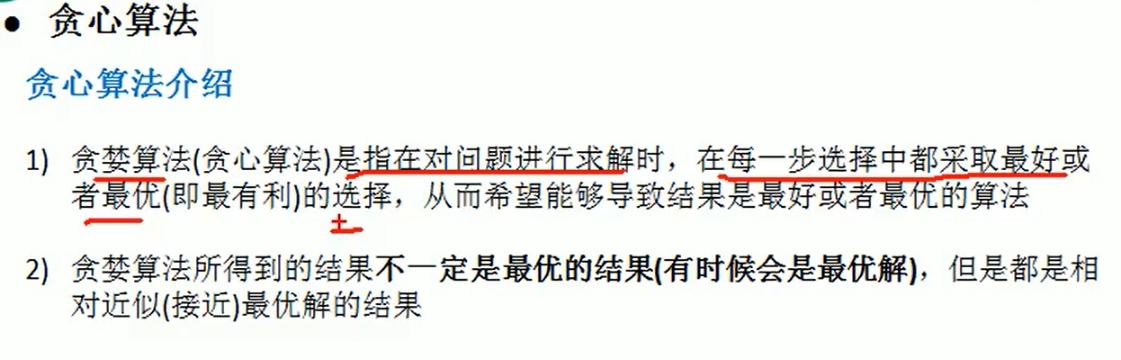 ● 贪心算法
贪心算法介绍
1) 贪婪算法(贪心算法)是指在对问题进行求解时，在每一步选择中都采取最好或
者最优(即最有利)的选择，从而希望能够导致结果是最好或者最优的算法
2) 贪婪算法所得到的结果不一定是最优的结果(有时候会是最优解)，但是都是相
对近似(接近)最优解的结果